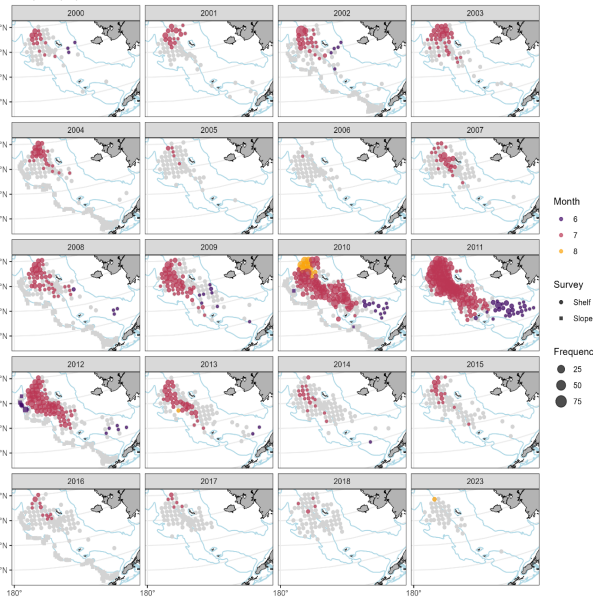 2000 2001 2002 2003
°N
°N
°N
°N
2004 2005 2006 2007
°N
°N
°N
°N
Month
6
7
8
2008 2009 2010 2011
°N
°N
°N
°N
Survey
Shelf
Slope
Frequenc
25
50
75
2012 2013 2014 2015
°N
°N
°N
°N
2016 2017 2018 2023
°N
°N
°N
°N
180° 180° 180° 180°